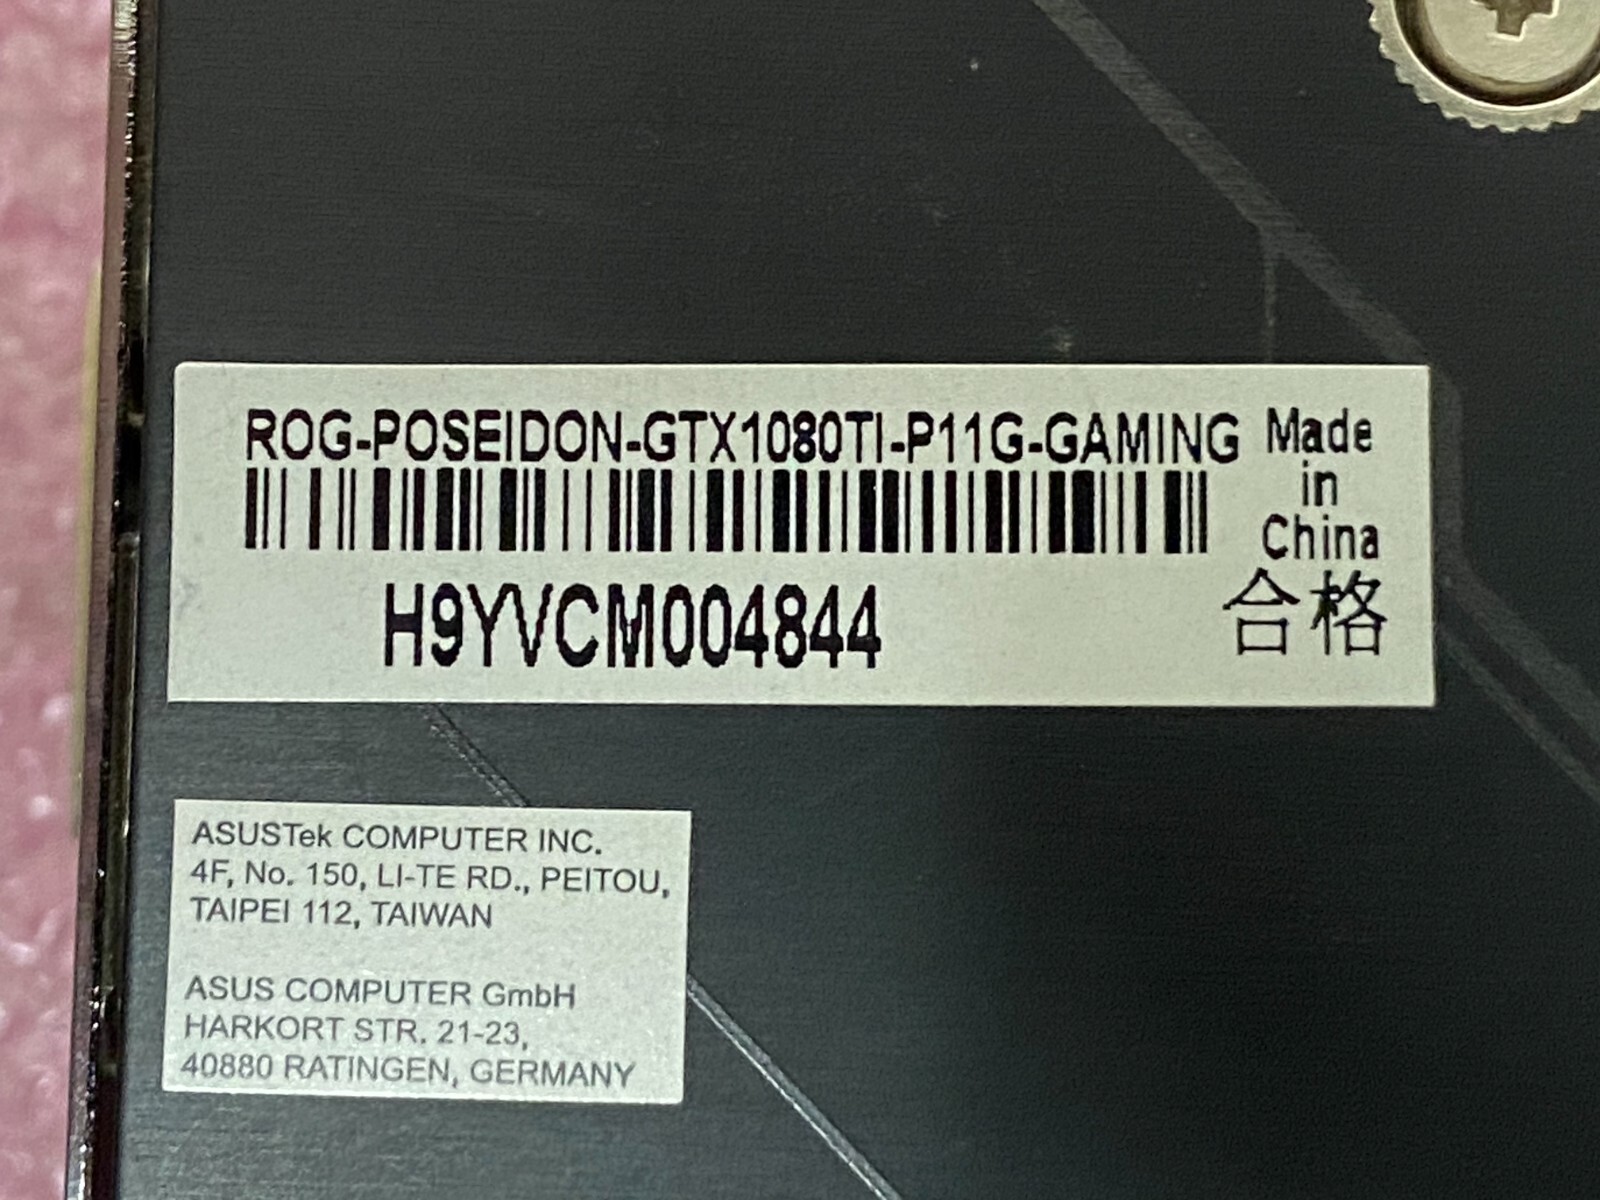 ROG-POSEIDON-GTX1080TI-P11G-GAMING
Made
in
China
合格
H9YVCM004844
ASUSTek COMPUTER INC.
4F, No. 150, LI-TE RD., PEITOU,
TAIPEI 112, TAIWAN
ASUS COMPUTER GmbH
HARKORT STR. 21-23,
40880 RATINGEN, GERMANY